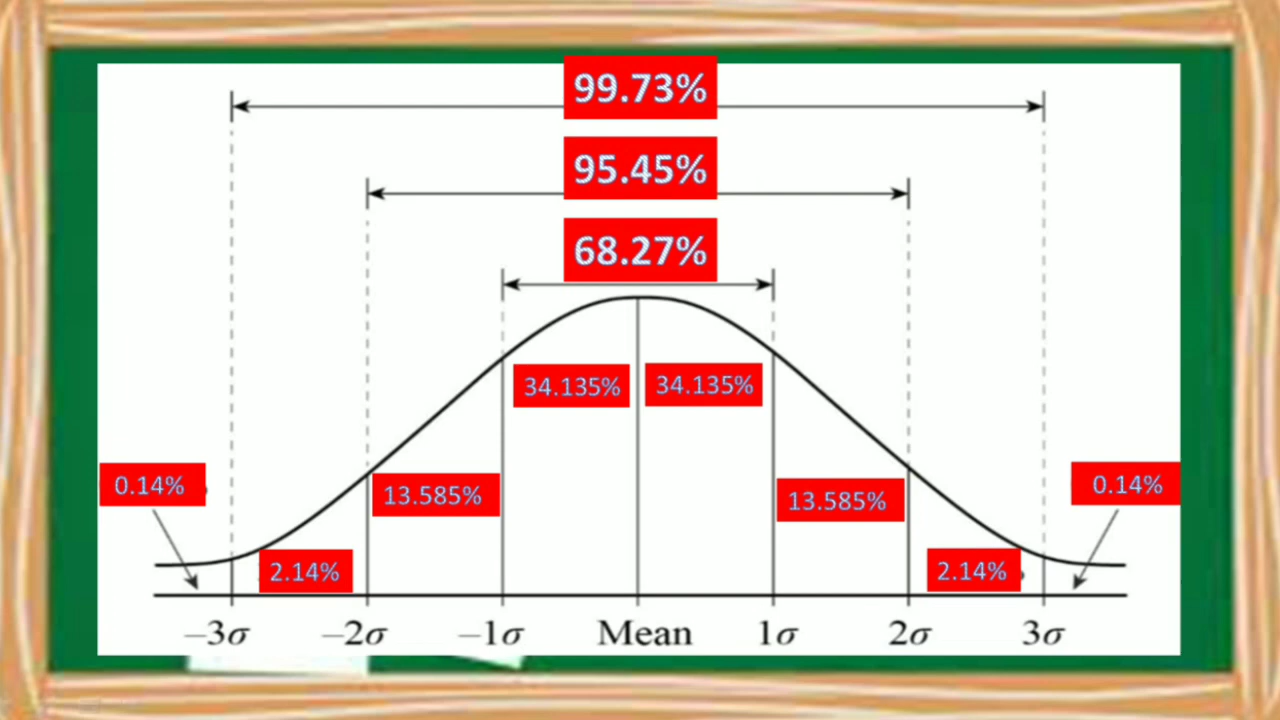 99.73%
95.45%
68.27%
34.135% 34.135%
0.14% 13.585% 13.585% 0.14%
2.14% 2.14%
–3σ –2σ –1σ Mean 1σ 2σ 3σ